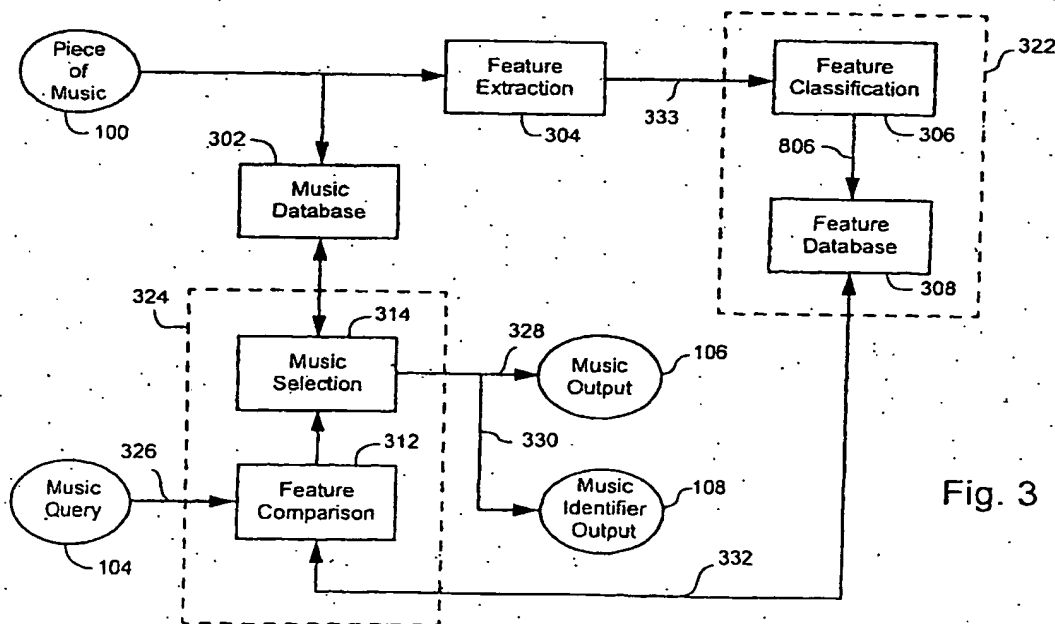 Piece
of
Music
100
Feature
Extraction
304
333
Feature
Classification
306
322
302
Music
Database
806
Feature
Database
308
324
314
Music
Selection
328
Music
Output
106
330
312
326
Music
Query
104
Feature
Comparison
Music
Identifier
Output
108
332
Fig. 3